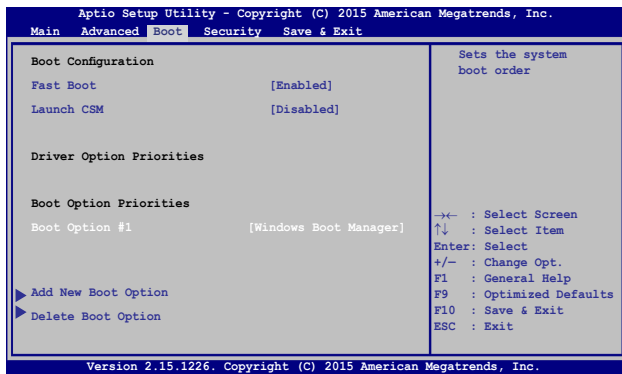 Aptio Setup Utility - Copyright (C) 2015 American Megatrends, Inc.
Main Advanced Boot Security Save & Exit
Boot Configuration
Fast Boot [Enabled]
Launch CSM [Disabled]
Driver Option Priorities
Boot Option Priorities
Boot Option #1 [Windows Boot Manager]
Add New Boot Option
Delete Boot Option
Sets the system
boot order
→← : Select Screen
↑↓ : Select Item
Enter: Select
+/— : Change Opt.
F1 : General Help
F9 : Optimized Defaults
F10 : Save & Exit
ESC : Exit
Version 2.15.1226. Copyright (C) 2015 American Megatrends, Inc.